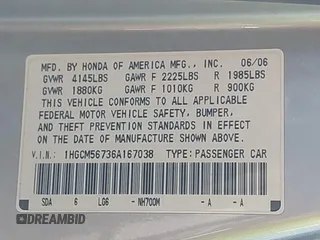 MFD. BY HONDA OF AMERICA MFG., INC. 06/06
GVWR 4145LBS GAWR F 2225LBS R 1985LBS
GVWR 1880KG GAWR F 1010KG R 900KG
THIS VEHICLE CONFORMS TO ALL APPLICABLE
FEDERAL MOTOR VEHICLE SAFETY, BUMPER,
AND THEFT PREVENTION STANDARDS IN EFFECT
ON THE DATE OF MANUFACTURE SHOWN ABOVE.
V.I.N.: 1HGCM56736A167038 TYPE: PASSENGER CAR
SDA 6 LG6 - NH700M - A - A
DREAMBID